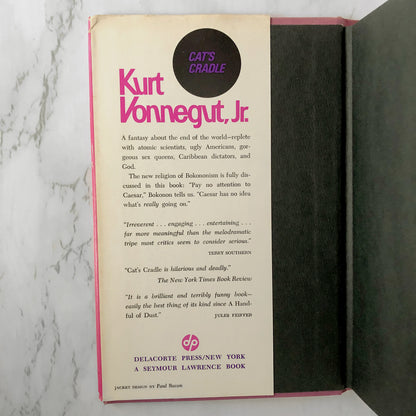 CAT'S
CRADLE
Kurt
Vonnegut, Jr.
A fantasy about the end of the world—replete
with atomic scientists, ugly Americans, gor-
geous sex queens, Caribbean dictators, and
God.
The new religion of Bokononism is fully dis-
cussed in this book: "Pay no attention to
Caesar," Bokonon tells us. "Caesar has no idea
what's really going on."
"Irreverent . . . engaging . . . entertaining . . .
far more meaningful than the melodramatic
tripe most critics seem to consider serious."
TERRY SOUTHERN
"Cat's Cradle is hilarious and deadly."
The New York Times Book Review
"It is a brilliant and terribly funny book—
easily the best thing of its kind since A Hand-
ful of Dust."
JULES FEIFFER
dp
DELACORTE PRESS/NEW YORK
A SEYMOUR LAWRENCE BOOK
JACKET DESIGN BY Paul Bacon